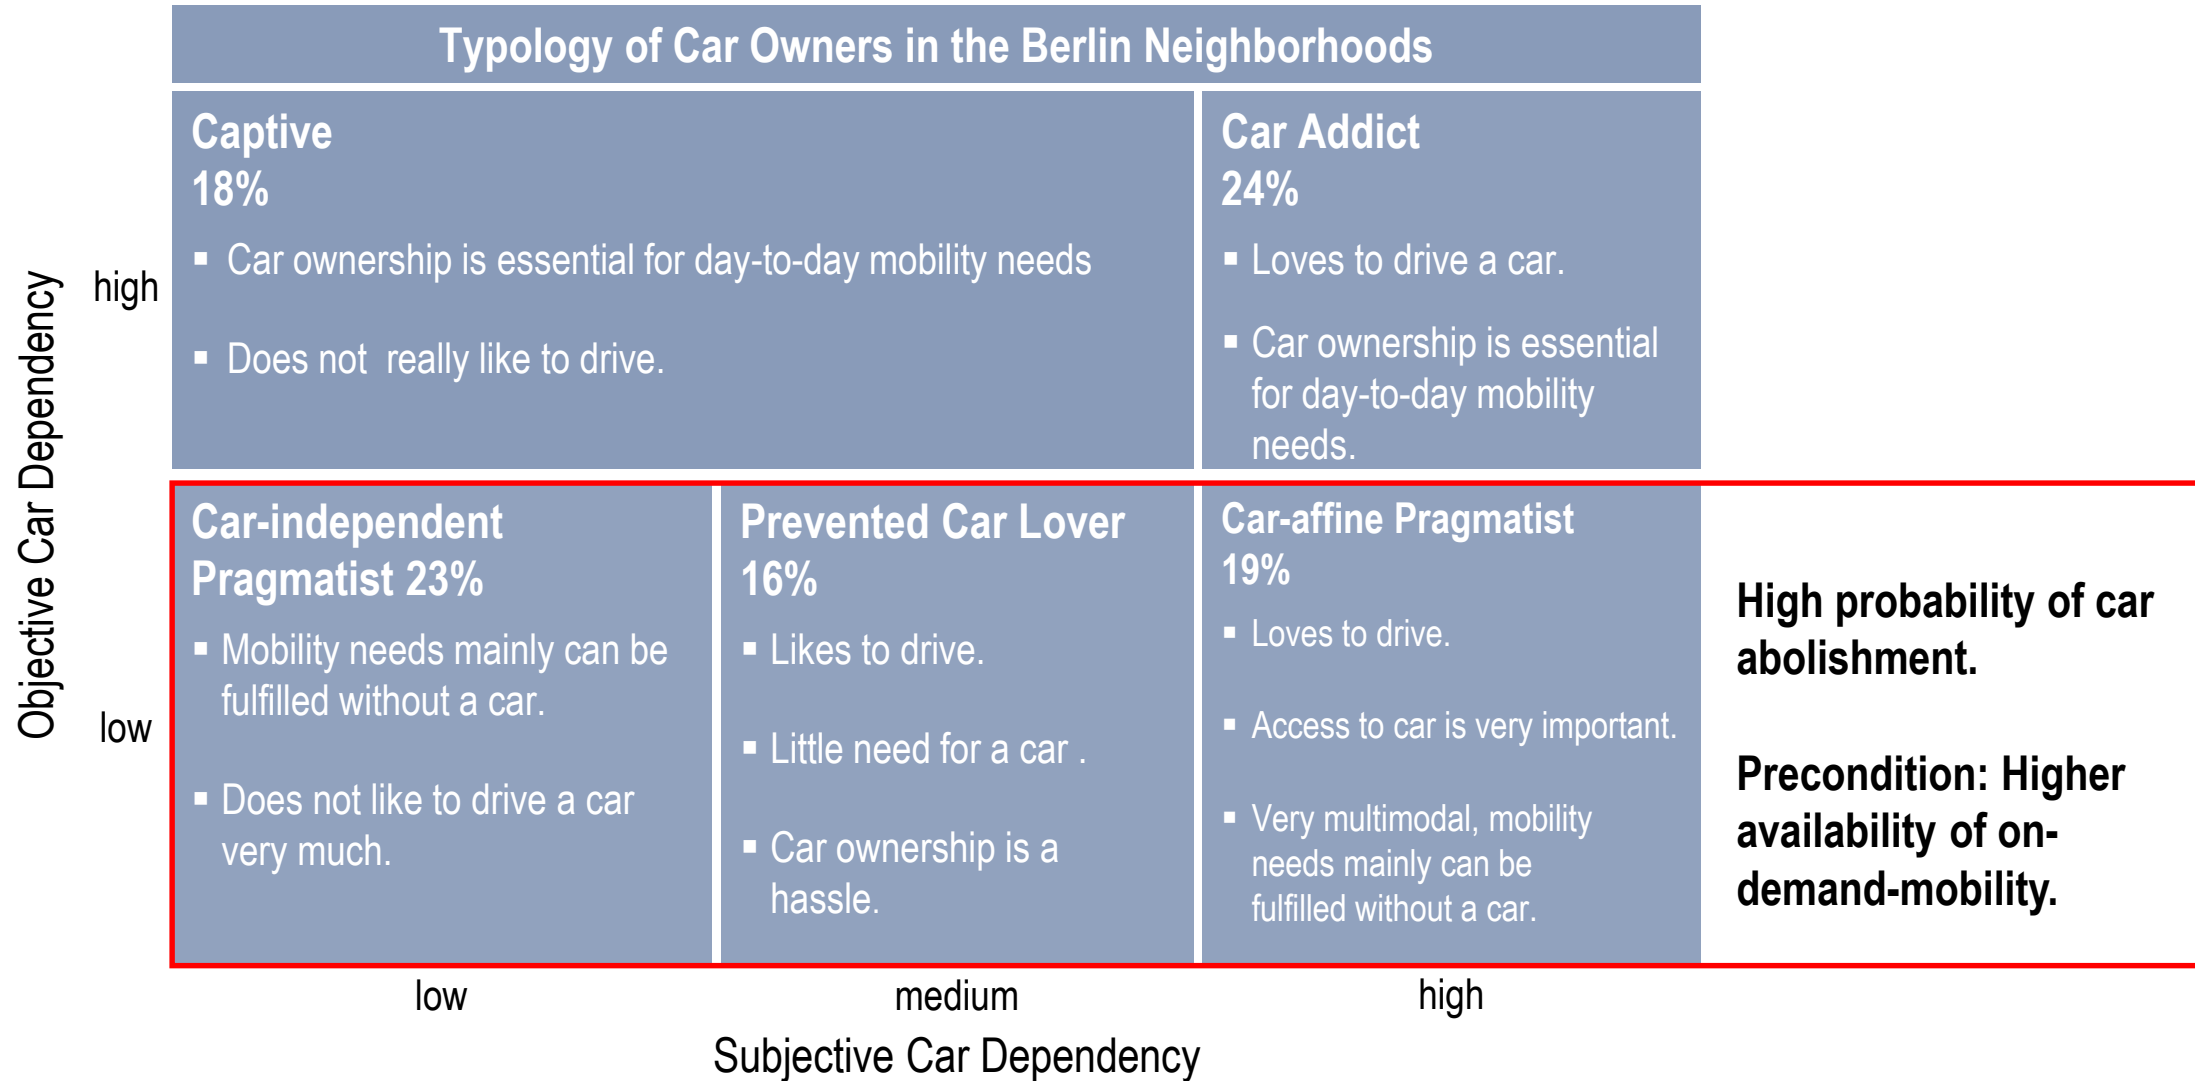 Typology of Car Owners in the Berlin Neighborhoods
Captive
18%
▪ Car ownership is essential for day-to-day mobility needs
▪ Does not really like to drive.
Car Addict
24%
▪ Loves to drive a car.
▪ Car ownership is essential
for day-to-day mobility
needs.
Objective Car Dependency
high
low
Car-independent
Pragmatist 23%
▪ Mobility needs mainly can be
fulfilled without a car.
▪ Does not like to drive a car
very much.
Prevented Car Lover
16%
▪ Likes to drive.
▪ Little need for a car .
▪ Car ownership is a
hassle.
Car-affine Pragmatist
19%
▪ Loves to drive.
▪ Access to car is very important.
▪ Very multimodal, mobility
needs mainly can be
fulfilled without a car.
High probability of car
abolishment.
Precondition: Higher
availability of on-
demand-mobility.
low
medium
high
Subjective Car Dependency